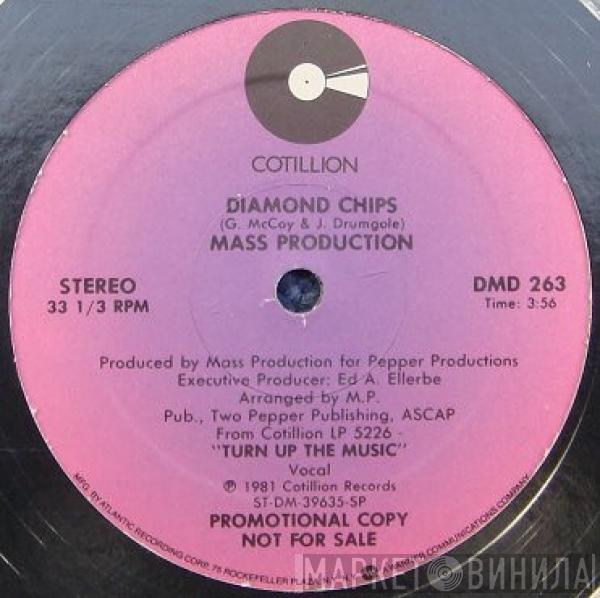 COTILLION
DIAMOND CHIPS
(G. McCoy & J. Drumgole)
MASS PRODUCTION
STEREO
33 1/3 RPM
DMD 263
Time: 3:56
Produced by Mass Production for Pepper Productions
Executive Producer: Ed A. Ellerbe
Arranged by M.P.
Pub., Two Pepper Publishing, ASCAP
From Cotillion LP 5226 -
"TURN UP THE MUSIC"
Vocal
℗ 1981 Cotillion Records
ST-DM-39635-SP
PROMOTIONAL COPY
NOT FOR SALE
MFG. BY ATLANTIC RECORDING CORP. 75 ROCKEFELLER PLAZA, N.Y., N.Y. A WARNER COMMUNICATIONS COMPANY
МАРКЕТ ВИНИЛА